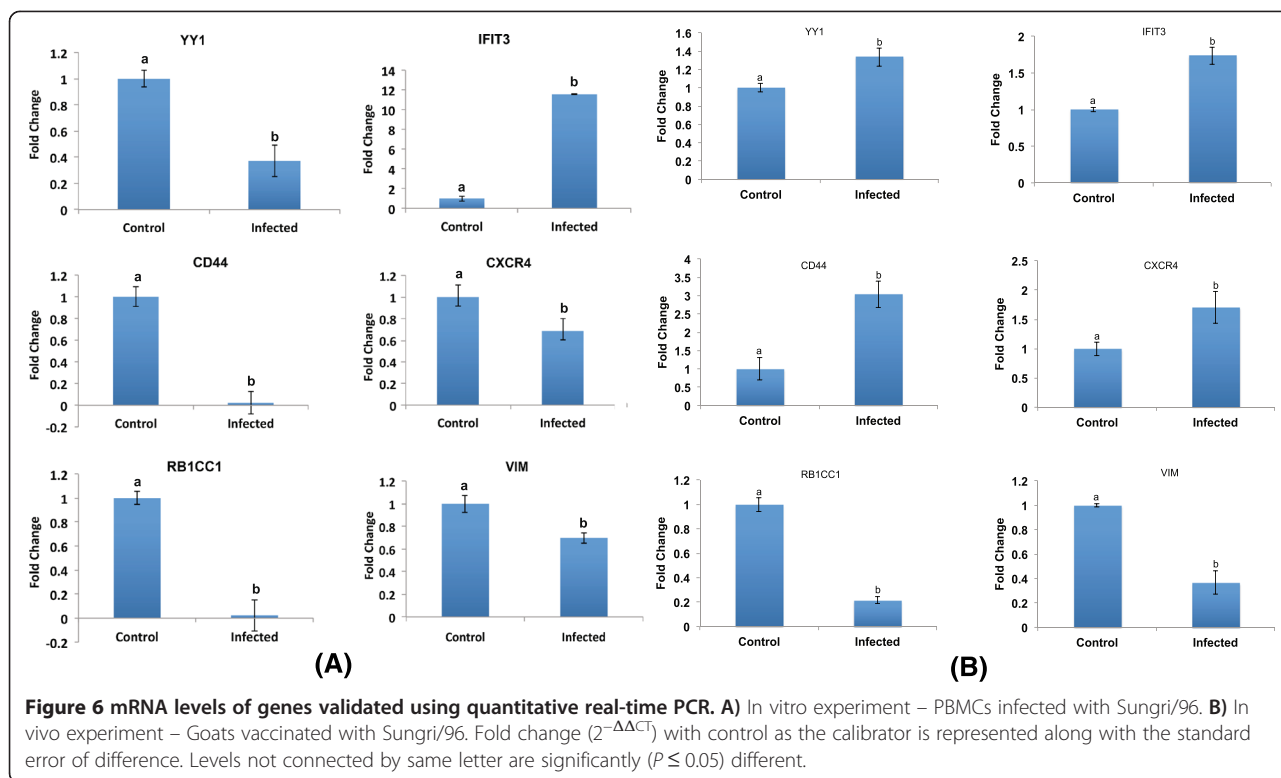 YY1
Fold Change
1.2
1
0.8
0.6
0.4
0.2
0
a
b
Control Infected
IFIT3
Fold Change
14
12
10
8
6
4
2
0
a
b
Control Infected
YY1
Fold Change
1.6
1.4
1.2
1
0.8
0.6
0.4
0.2
0
a
b
Control Infected
IFIT3
Fold Change
2
1.5
1
0.5
0
a
b
Control Infected
CD44
Fold Change
1.2
1
0.8
0.6
0.4
0.2
0
-0.2
a
b
Control Infected
CXCR4
Fold Change
1.2
1
0.8
0.6
0.4
0.2
0
a
b
Control Infected
CD44
Fold Change
4
3.5
3
2.5
2
1.5
1
0.5
0
a
b
Control Infected
CXCR4
Fold Change
2.5
2
1.5
1
0.5
0
a
b
Control Infected
RB1CC1
Fold Change
1.2
1
0.8
0.6
0.4
0.2
0
-0.2
a
b
Control Infected
VIM
Fold Change
1.2
1
0.8
0.6
0.4
0.2
0
a
b
Control Infected
RB1CC1
Fold Change
1.2
1
0.8
0.6
0.4
0.2
0
a
b
Control Infected
VIM
Fold Change
1.2
1
0.8
0.6
0.4
0.2
0
a
b
Control Infected
(A) (B)
Figure 6 mRNA levels of genes validated using quantitative real-time PCR. A) In vitro experiment – PBMCs infected with Sungri/96. B) In
vivo experiment – Goats vaccinated with Sungri/96. Fold change (2−ΔΔCT) with control as the calibrator is represented along with the standard
error of difference. Levels not connected by same letter are significantly (P ≤ 0.05) different.